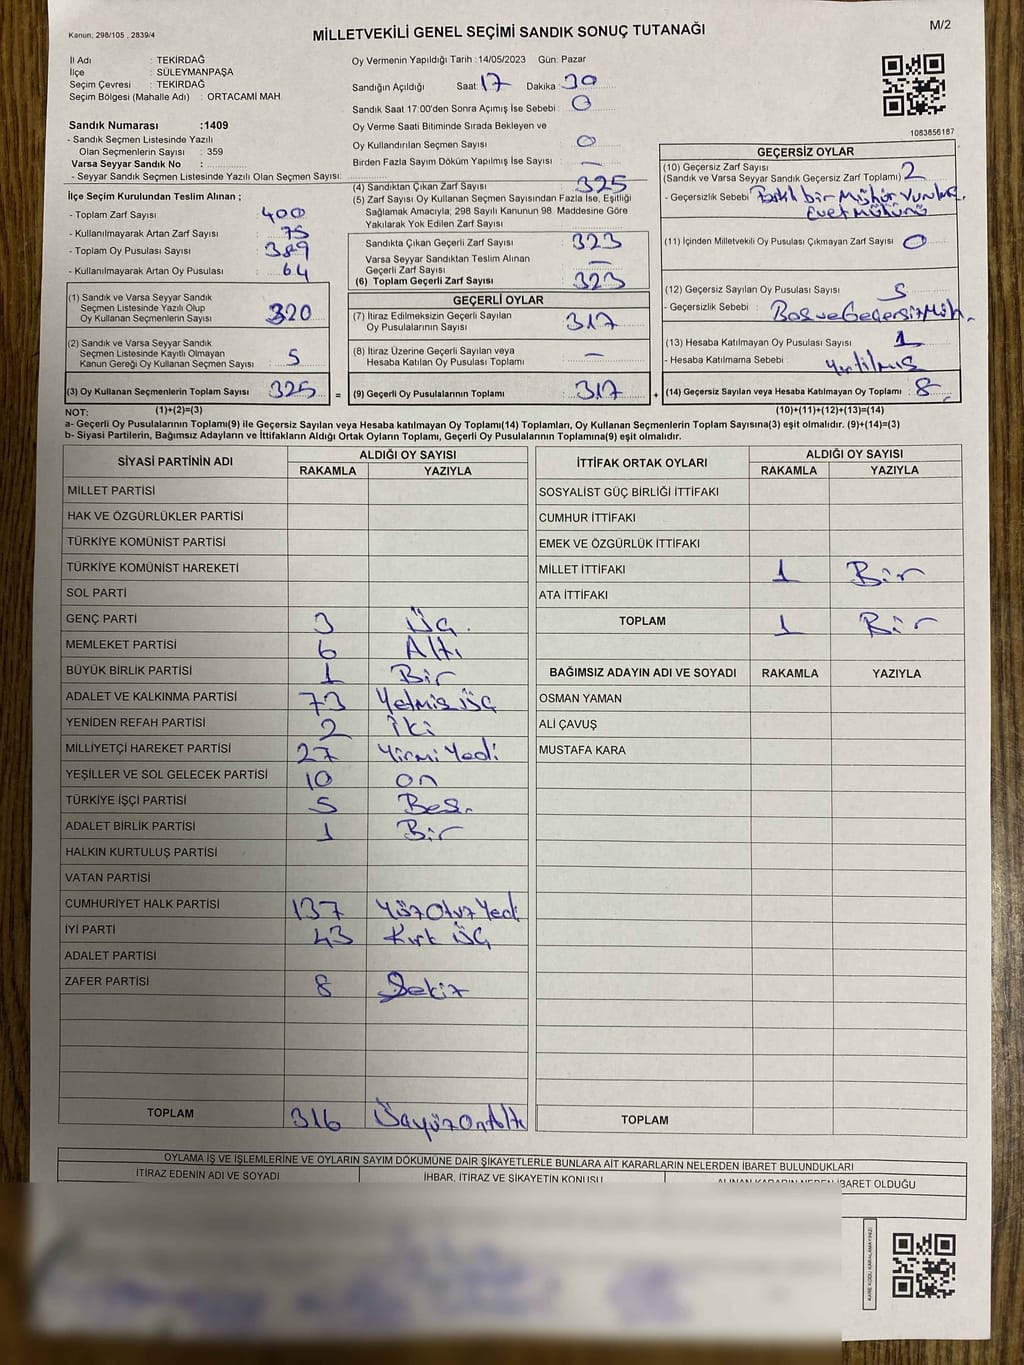 Kanun; 298/105 , 2839/4
MİLLETVEKİLİ GENEL SEÇİMİ SANDIK SONUÇ TUTANAĞI
M/2
İl Adı : TEKİRDAĞ
İlçe : SÜLEYMANPAŞA
Seçim Çevresi : TEKİRDAĞ
Seçim Bölgesi (Mahalle Adı) : ORTACAMİ MAH.
Sandık Numarası :1409
- Sandık Seçmen Listesinde Yazılı
Olan Seçmenlerin Sayısı : 359
Varsa Seyyar Sandık No :
- Seyyar Sandık Seçmen Listesinde Yazılı Olan Seçmen Sayısı:
Oy Vermenin Yapıldığı Tarih :14/05/2023 Gün: Pazar
Sandığın Açıldığı Saat: 17 Dakika: 30
Sandık Saat 17:00'den Sonra Açımış İse Sebebi : 0
Oy Verme Saati Bitiminde Sırada Bekleyen ve
Oy Kullandırılan Seçmen Sayısı : 0
Birden Fazla Sayım Döküm Yapılmış İse Sayısı : —
1083856187
İlçe Seçim Kurulundan Teslim Alınan ;
- Toplam Zarf Sayısı : 400
- Kullanılmayarak Artan Zarf Sayısı : 75
- Toplam Oy Pusulası Sayısı : 389
- Kullanılmayarak Artan Oy Pusulası : 64
(4) Sandıktan Çıkan Zarf Sayısı : 325
(5) Zarf Sayısı Oy Kullanan Seçmen Sayısından Fazla İse, Eşitliği
Sağlamak Amacıyla; 298 Sayılı Kanunun 98. Maddesine Göre
Yakılarak Yok Edilen Zarf Sayısı :
Sandıkta Çıkan Geçerli Zarf Sayısı : 323
Varsa Seyyar Sandıktan Teslim Alınan
Geçerli Zarf Sayısı : —
(6) Toplam Geçerli Zarf Sayısı : 323
GEÇERSİZ OYLAR
(10) Geçersiz Zarf Sayısı : 2
(Sandık ve Varsa Seyyar Sandık Geçersiz Zarf Toplamı)
- Geçersizlik Sebebi : Farklı bir Mühür Vurulu.
Evet Mührü
(11) İçinden Milletvekili Oy Pusulası Çıkmayan Zarf Sayısı : 0
(12) Geçersiz Sayılan Oy Pusulası Sayısı : 5
- Geçersizlik Sebebi : Boş ve Geçersiz Müh.
(13) Hesaba Katılmayan Oy Pusulası Sayısı : 1
- Hesaba Katılmama Sebebi : Yırtılmış
(1) Sandık ve Varsa Seyyar Sandık
Seçmen Listesinde Yazılı Olup
Oy Kullanan Seçmenlerin Sayısı : 320
(2) Sandık ve Varsa Seyyar Sandık
Seçmen Listesinde Kayıtlı Olmayan
Kanun Gereği Oy Kullanan Seçmen Sayısı : 5
GEÇERLİ OYLAR
(7) İtiraz Edilmeksizin Geçerli Sayılan
Oy Pusulalarının Sayısı : 317
(8) İtiraz Üzerine Geçerli Sayılan veya
Hesaba Katılan Oy Pusulası Toplamı : —
(3) Oy Kullanan Seçmenlerin Toplam Sayısı : 325 = (9) Geçerli Oy Pusulalarının Toplamı : 317 + (14) Geçersiz Sayılan veya Hesaba Katılmayan Oy Toplamı : 8
NOT: (1)+(2)=(3) (10)+(11)+(12)+(13)=(14)
a- Geçerli Oy Pusulalarının Toplamı(9) ile Geçersiz Sayılan veya Hesaba katılmayan Oy Toplamı(14) Toplamları, Oy Kullanan Seçmenlerin Toplam Sayısına(3) eşit olmalıdır. (9)+(14)=(3)
b- Siyasi Partilerin, Bağımsız Adayların ve İttifakların Aldığı Ortak Oyların Toplamı, Geçerli Oy Pusulalarının Toplamına(9) eşit olmalıdır.
SİYASİ PARTİNİN ADI ALDIĞI OY SAYISI
RAKAMLA YAZIYLA
MİLLET PARTİSİ
HAK VE ÖZGÜRLÜKLER PARTİSİ
TÜRKİYE KOMÜNİST PARTİSİ
TÜRKİYE KOMÜNİST HAREKETİ
SOL PARTİ
GENÇ PARTİ 3 Üç.
MEMLEKET PARTİSİ 6 Altı
BÜYÜK BİRLİK PARTİSİ 1 Bir
ADALET VE KALKINMA PARTİSİ 73 Yetmiş üç
YENİDEN REFAH PARTİSİ 2 İki
MİLLİYETÇİ HAREKET PARTİSİ 27 Yirmi Yedi
YEŞİLLER VE SOL GELECEK PARTİSİ 10 on
TÜRKİYE İŞÇİ PARTİSİ 5 Beş.
ADALET BİRLİK PARTİSİ 1 Bir
HALKIN KURTULUŞ PARTİSİ
VATAN PARTİSİ
CUMHURİYET HALK PARTİSİ 137 Yüz Otuz Yedi
İYİ PARTİ 43 Kırk üç
ADALET PARTİSİ
ZAFER PARTİSİ 8 Sekiz
TOPLAM 316 Üçyüz On Altı
İTTİFAK ORTAK OYLARI ALDIĞI OY SAYISI
RAKAMLA YAZIYLA
SOSYALİST GÜÇ BİRLİĞİ İTTİFAKI
CUMHUR İTTİFAKI
EMEK VE ÖZGÜRLÜK İTTİFAKI
MİLLET İTTİFAKI 1 Bir
ATA İTTİFAKI
TOPLAM 1 Bir
BAĞIMSIZ ADAYIN ADI VE SOYADI RAKAMLA YAZIYLA
OSMAN YAMAN
ALİ ÇAVUŞ
MUSTAFA KARA
TOPLAM
OYLAMA İŞ VE İŞLEMLERİNE VE OYLARIN SAYIM DÖKÜMÜNE DAİR ŞİKAYETLERLE BUNLARA AİT KARARLARIN NELERDEN İBARET BULUNDUKLARI
İTİRAZ EDENİN ADI VE SOYADI İHBAR, İTİRAZ VE ŞİKAYETİN KONUSU ALINAN KARARIN NEDEN İBARET OLDUĞU
KARE KODU KARALAMAYINIZ!